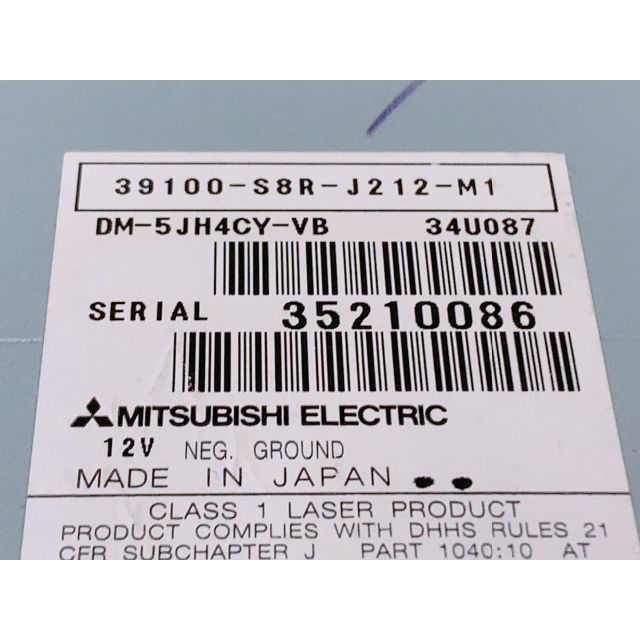 39100-S8R-J212-M1
DM-5JH4CY-VB 34U087
SERIAL 35210086
MITSUBISHI ELECTRIC
12V NEG. GROUND
MADE IN JAPAN
CLASS 1 LASER PRODUCT
PRODUCT COMPLIES WITH DHHS RULES 21
CFR SUBCHAPTER J PART 1040:10 AT